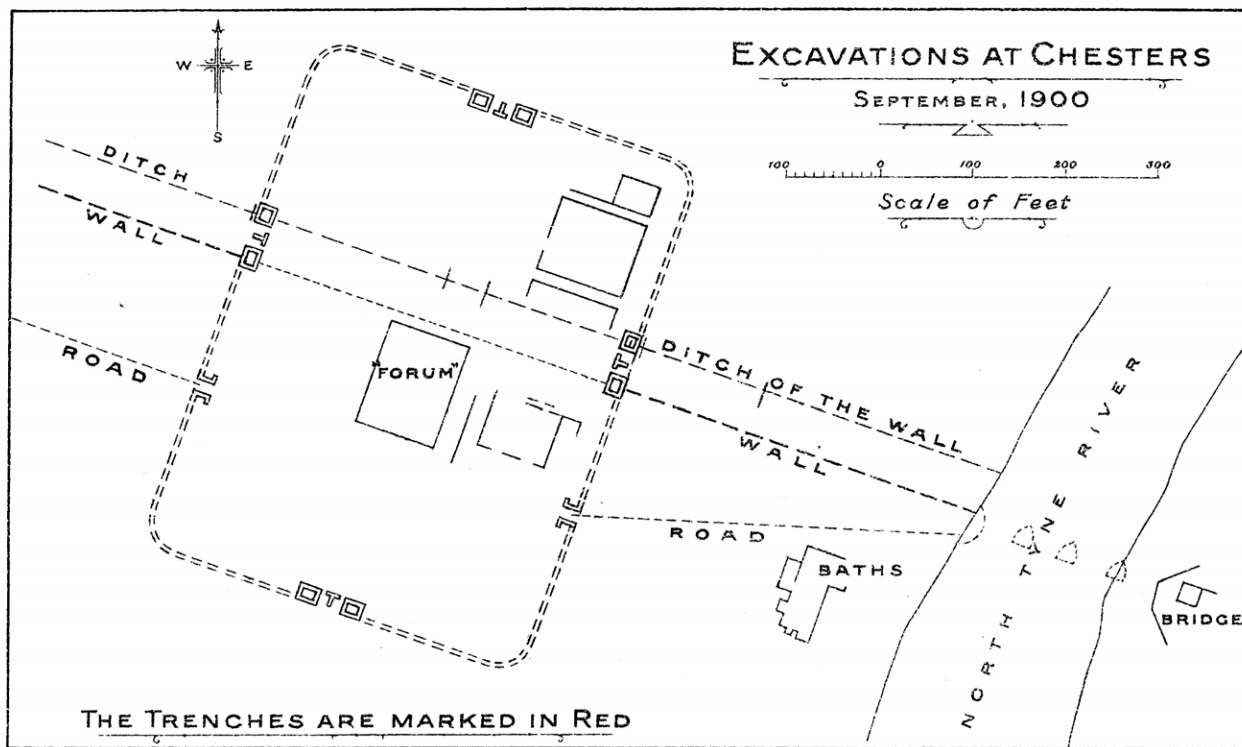 EXCAVATIONS AT CHESTERS
SEPTEMBER, 1900
100 0 100 200 300
Scale of Feet
W E
S
DITCH
WALL
ROAD
"FORUM"
DITCH OF THE WALL
WALL
ROAD
BATHS
NORTH TYNE RIVER
BRIDGE
THE TRENCHES ARE MARKED IN RED